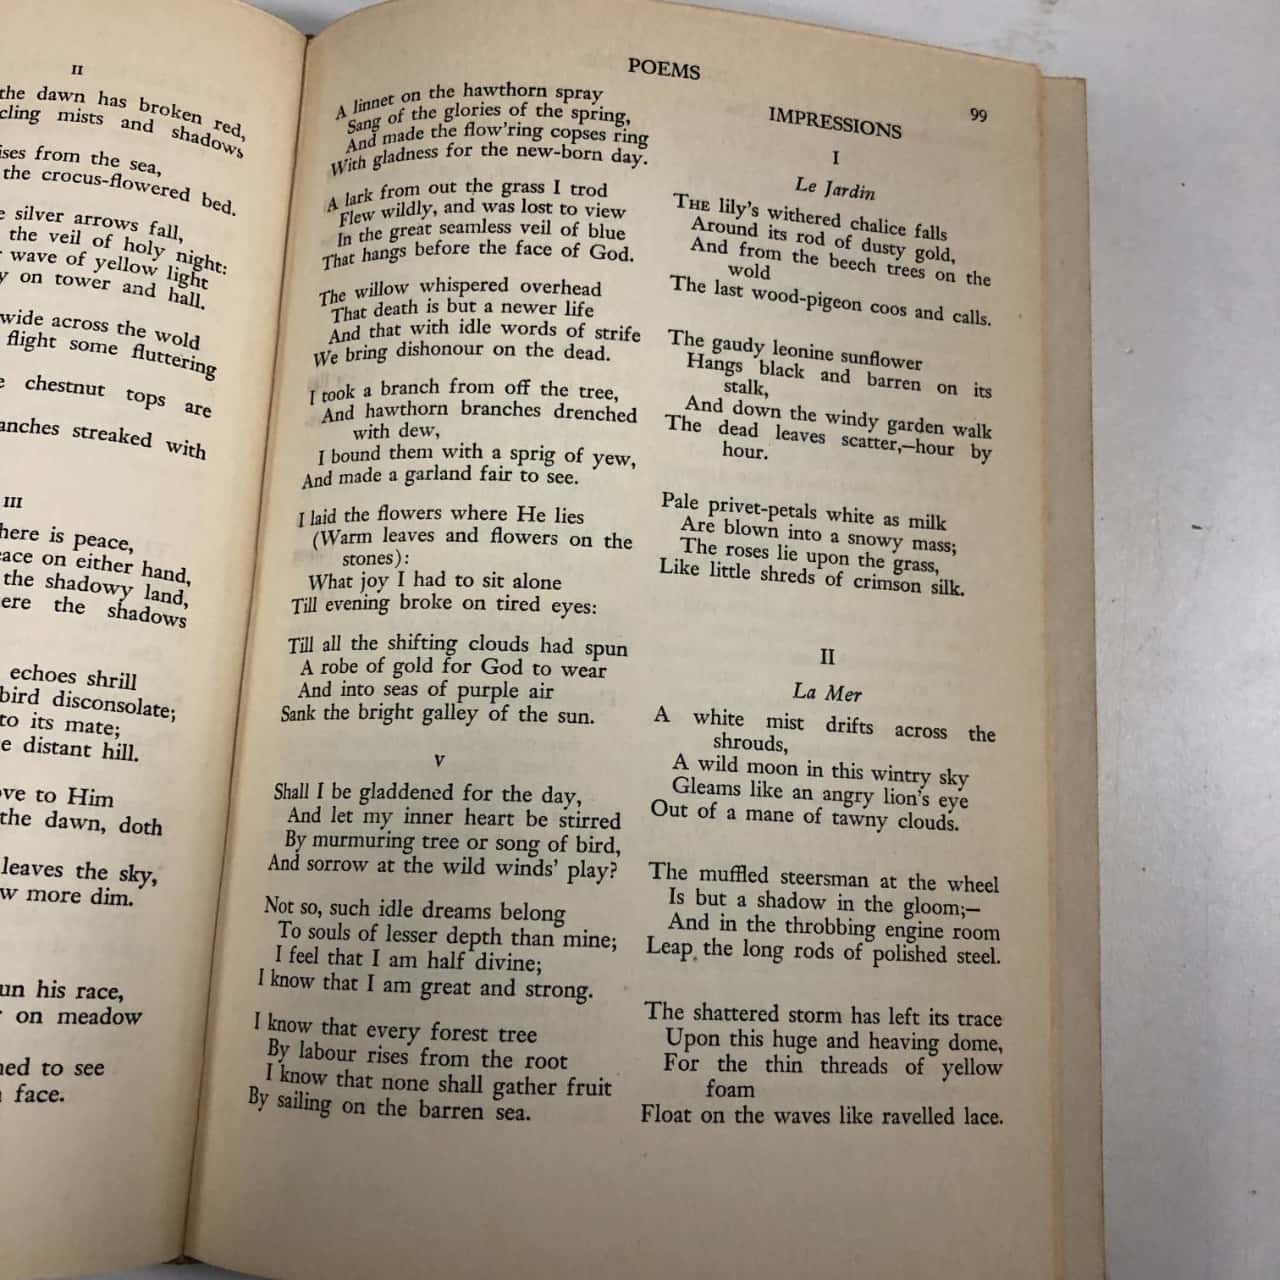 II
the dawn has broken red,
cling mists and shadows
ises from the sea,
the crocus-flowered bed.
silver arrows fall,
the veil of holy night:
wave of yellow light
on tower and hall.
wide across the wold
flight some fluttering
chestnut tops are
anches streaked with
III
here is peace,
ace on either hand,
the shadowy land,
ere the shadows
echoes shrill
bird disconsolate;
to its mate;
distant hill.
ve to Him
the dawn, doth
leaves the sky,
w more dim.
un his race,
on meadow
ned to see
face.
POEMS
99
A linnet on the hawthorn spray
Sang of the glories of the spring,
And made the flow'ring copses ring
With gladness for the new-born day.
A lark from out the grass I trod
Flew wildly, and was lost to view
In the great seamless veil of blue
That hangs before the face of God.
The willow whispered overhead
That death is but a newer life
And that with idle words of strife
We bring dishonour on the dead.
I took a branch from off the tree,
And hawthorn branches drenched
with dew,
I bound them with a sprig of yew,
And made a garland fair to see.
I laid the flowers where He lies
(Warm leaves and flowers on the
stones):
What joy I had to sit alone
Till evening broke on tired eyes:
Till all the shifting clouds had spun
A robe of gold for God to wear
And into seas of purple air
Sank the bright galley of the sun.
V
Shall I be gladdened for the day,
And let my inner heart be stirred
By murmuring tree or song of bird,
And sorrow at the wild winds' play?
Not so, such idle dreams belong
To souls of lesser depth than mine;
I feel that I am half divine;
I know that I am great and strong.
I know that every forest tree
By labour rises from the root
I know that none shall gather fruit
By sailing on the barren sea.
IMPRESSIONS
I
Le Jardin
THE lily's withered chalice falls
Around its rod of dusty gold,
And from the beech trees on the
wold
The last wood-pigeon coos and calls.
The gaudy leonine sunflower
Hangs black and barren on its
stalk,
And down the windy garden walk
The dead leaves scatter,—hour by
hour.
Pale privet-petals white as milk
Are blown into a snowy mass;
The roses lie upon the grass,
Like little shreds of crimson silk.
II
La Mer
A white mist drifts across the
shrouds,
A wild moon in this wintry sky
Gleams like an angry lion's eye
Out of a mane of tawny clouds.
The muffled steersman at the wheel
Is but a shadow in the gloom;—
And in the throbbing engine room
Leap the long rods of polished steel.
The shattered storm has left its trace
Upon this huge and heaving dome,
For the thin threads of yellow
foam
Float on the waves like ravelled lace.